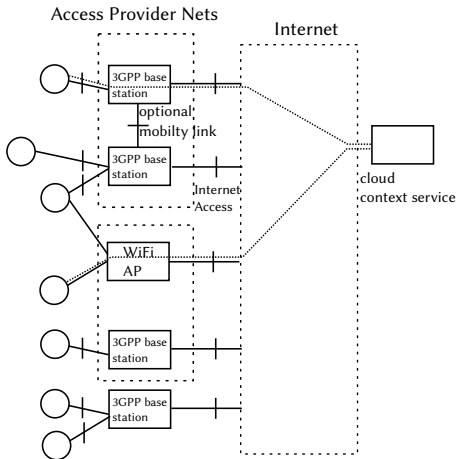 Access Provider Nets
Internet
3GPP base
station
optional
mobilty link
3GPP base
station
Internet
Access
cloud
context service
WiFi
AP
3GPP base
station
3GPP base
station